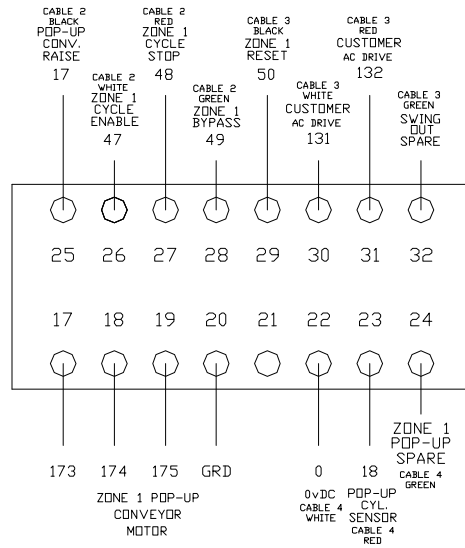 CABLE 2
BLACK
POP-UP
CONV.
RAISE
17
CABLE 2
WHITE
ZONE 1
CYCLE
ENABLE
47
CABLE 2
RED
ZONE 1
CYCLE
STOP
48
CABLE 2
GREEN
ZONE 1
BYPASS
49
CABLE 3
BLACK
ZONE 1
RESET
50
CABLE 3
WHITE
CUSTOMER
AC DRIVE
131
CABLE 3
RED
CUSTOMER
AC DRIVE
132
CABLE 3
GREEN
SWING
OUT
SPARE
25 26 27 28 29 30 31 32
17 18 19 20 21 22 23 24
173 174 175 GRD
ZONE 1 POP-UP
CONVEYOR
MOTOR
0
0vDC
CABLE 4
WHITE
18
POP-UP
CYL.
SENSOR
CABLE 4
RED
ZONE 1
POP-UP
SPARE
CABLE 4
GREEN